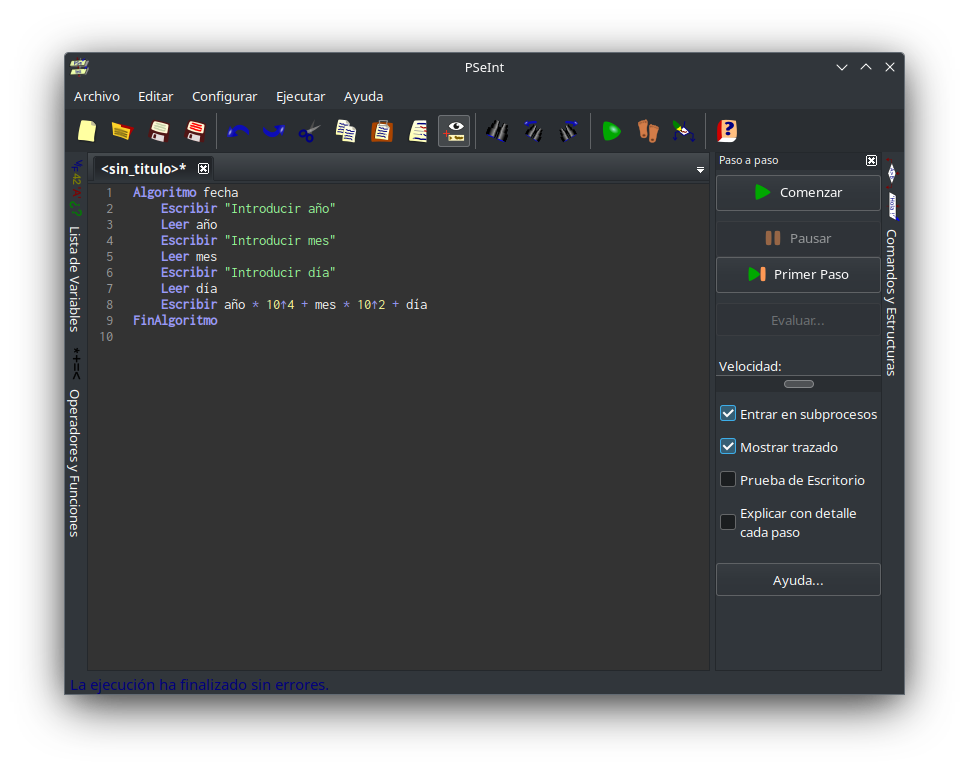 PSeInt
Archivo Editar Configurar Ejecutar Ayuda
<sin_titulo>*
1 Algoritmo fecha
2 Escribir "Introducir año"
3 Leer año
4 Escribir "Introducir mes"
5 Leer mes
6 Escribir "Introducir día"
7 Leer día
8 Escribir año * 10↑4 + mes * 10↑2 + día
9 FinAlgoritmo
10
Lista de Variables
*+=<
Operadores y Funciones
Paso a paso
Comenzar
Pausar
Primer Paso
Evaluar...
Velocidad:
Entrar en subprocesos
Mostrar trazado
Prueba de Escritorio
Explicar con detalle
cada paso
Ayuda...
Comandos y Estructuras
La ejecución ha finalizado sin errores.